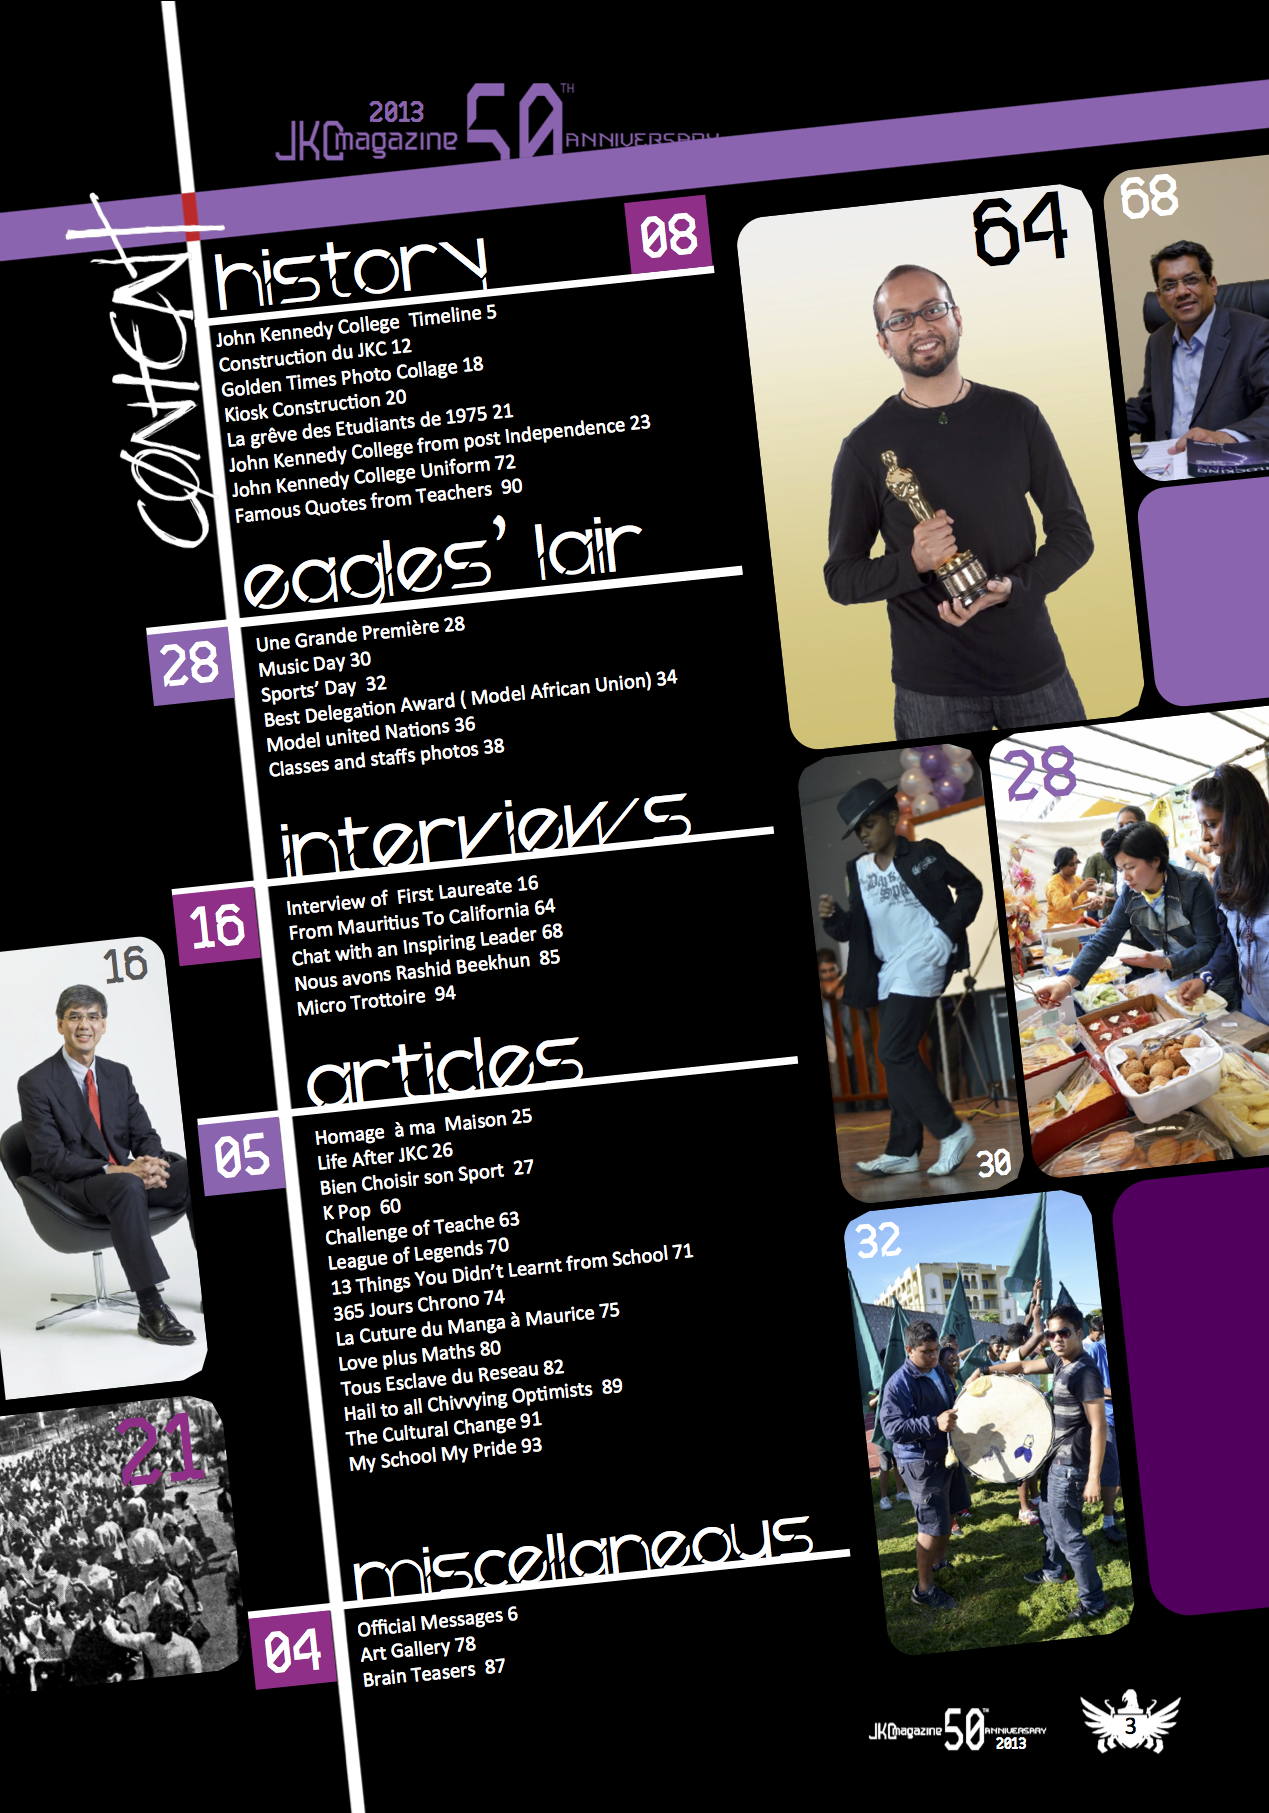 2013
JKCmagazine 50TH ANNIVERSARY
CONTENT
history 08
John Kennedy College Timeline 5
Construction du JKC 12
Golden Times Photo Collage 18
Kiosk Construction 20
La grêve des Etudiants de 1975 21
John Kennedy College from post Independence 23
John Kennedy College Uniform 72
Famous Quotes from Teachers 90
eagles' lair
28
Une Grande Première 28
Music Day 30
Sports' Day 32
Best Delegation Award ( Model African Union) 34
Model united Nations 36
Classes and staffs photos 38
interviews
16
Interview of First Laureate 16
From Mauritius To California 64
Chat with an Inspiring Leader 68
Nous avons Rashid Beekhun 85
Micro Trottoire 94
articles
05
Homage à ma Maison 25
Life After JKC 26
Bien Choisir son Sport 27
K Pop 60
Challenge of Teache 63
League of Legends 70
13 Things You Didn't Learnt from School 71
365 Jours Chrono 74
La Cuture du Manga à Maurice 75
Love plus Maths 80
Tous Esclave du Reseau 82
Hail to all Chivvying Optimists 89
The Cultural Change 91
My School My Pride 93
miscellaneous
04
Official Messages 6
Art Gallery 78
Brain Teasers 87
64
68
28
30
32
16
21
JKCmagazine 50TH ANNIVERSARY
2013
3